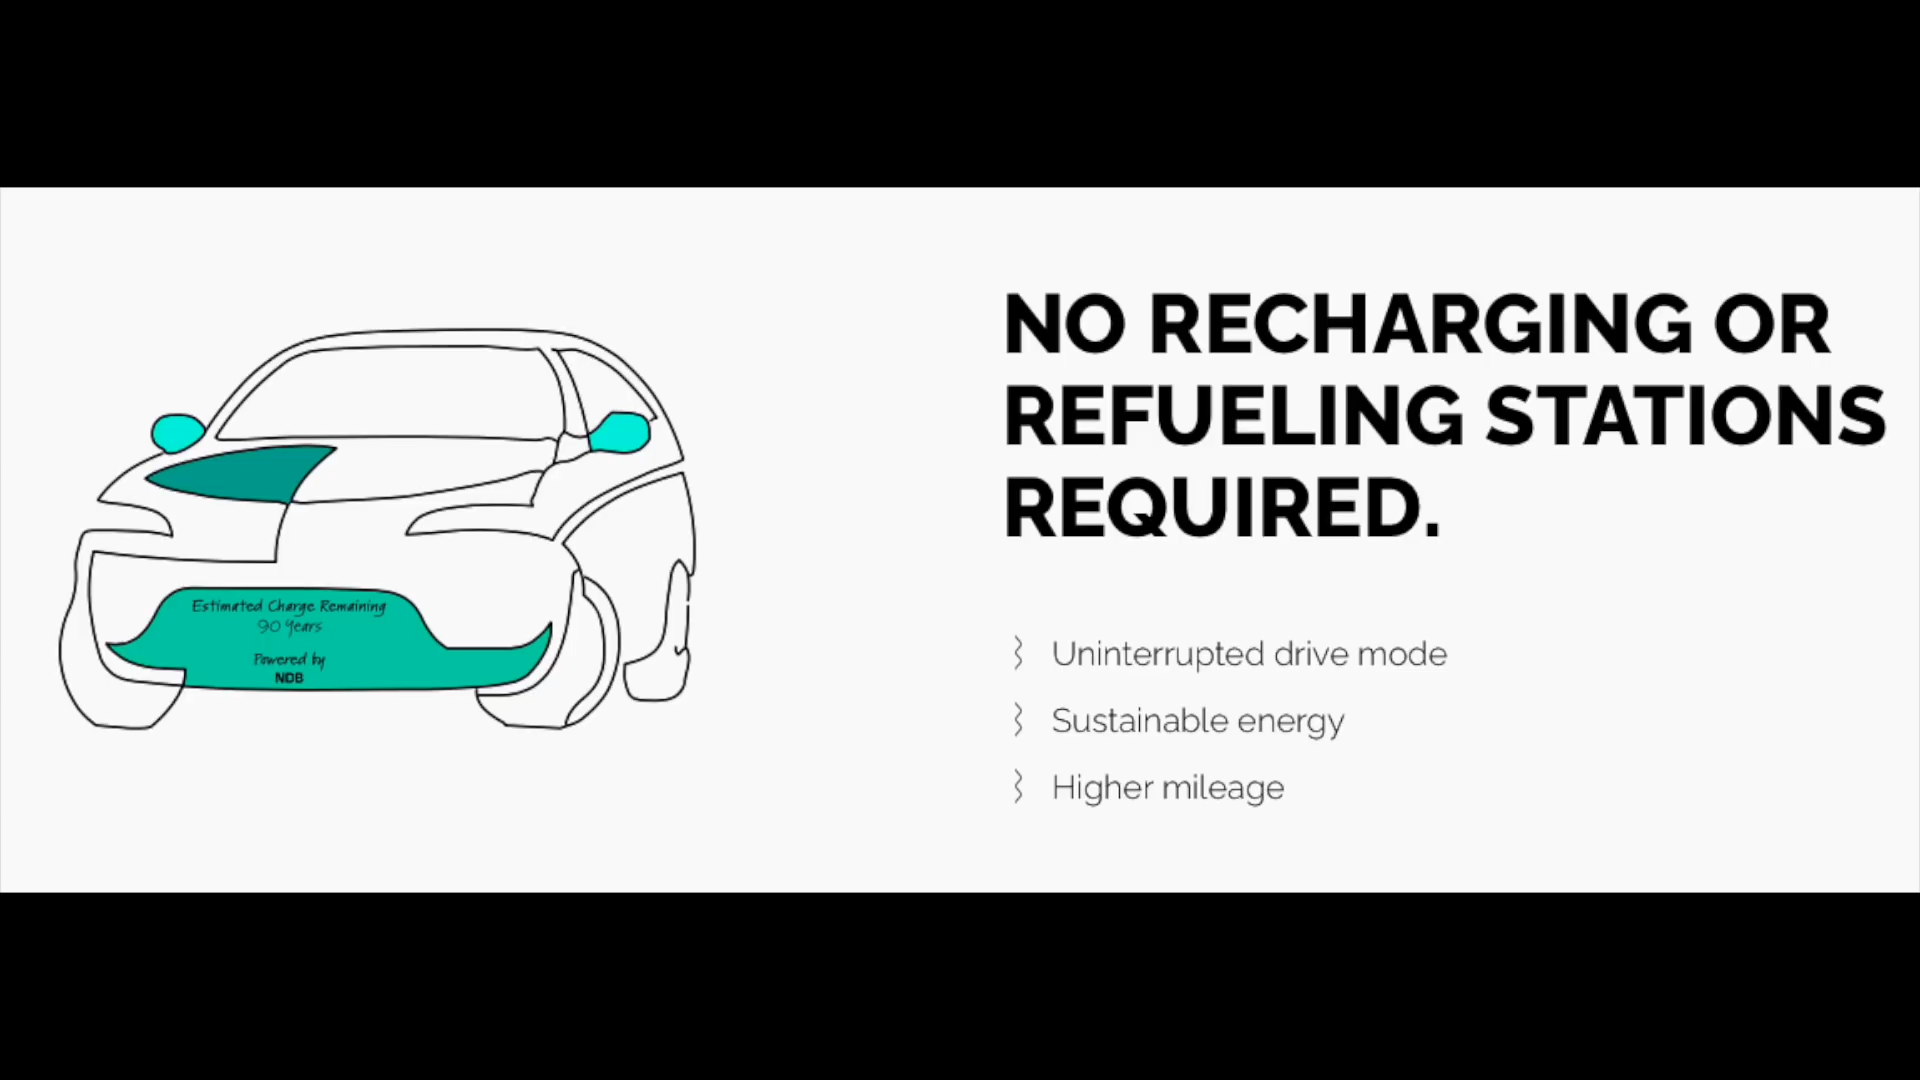 NO RECHARGING OR
REFUELING STATIONS
REQUIRED.
Uninterrupted drive mode
Sustainable energy
Higher mileage
Estimated Charge Remaining
90 Years
Powered by
NDB